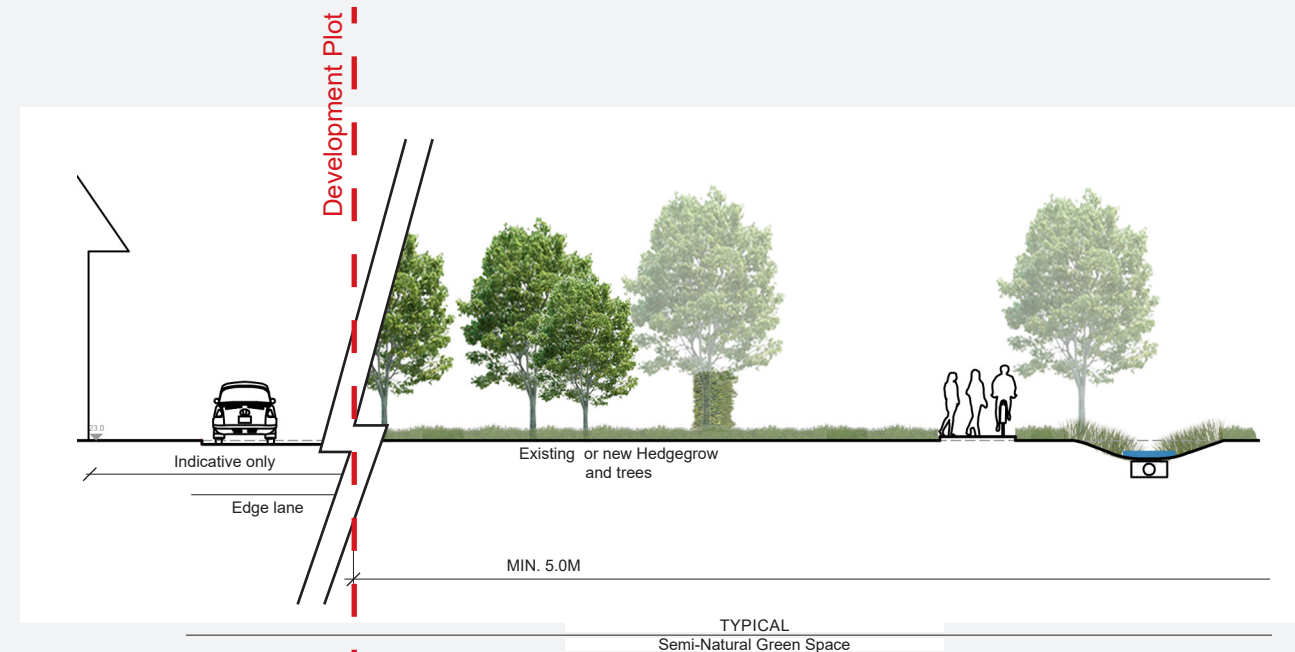 Development Plot
23.0
Indicative only
Edge lane
Existing or new Hedgegrow
and trees
MIN. 5.0M
TYPICAL
Semi-Natural Green Space